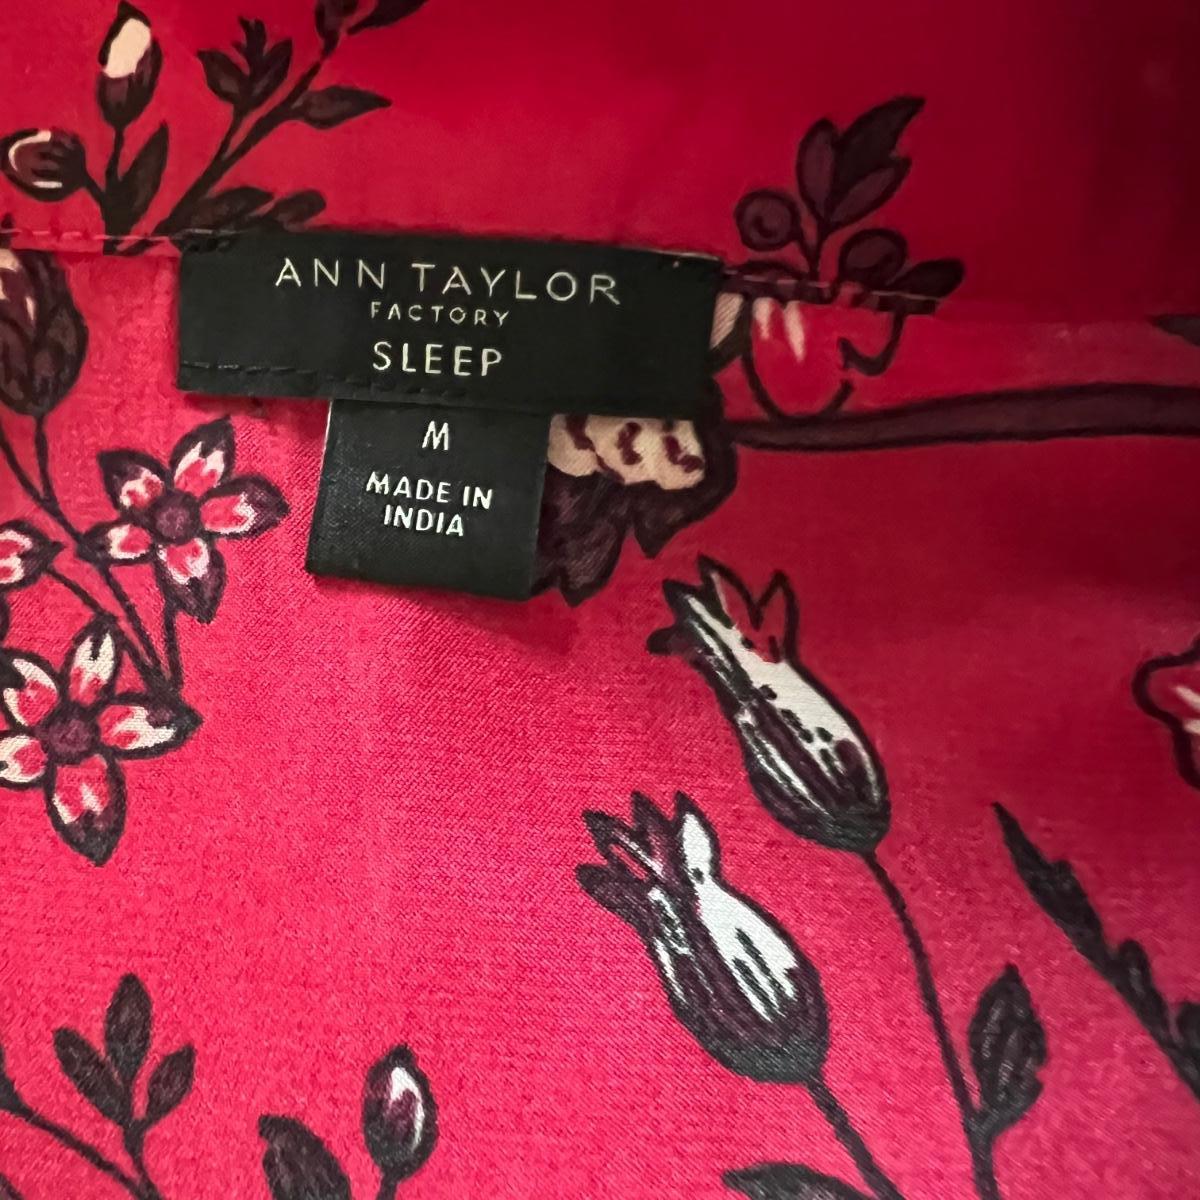 ANN TAYLOR
FACTORY
SLEEP
M
MADE IN
INDIA